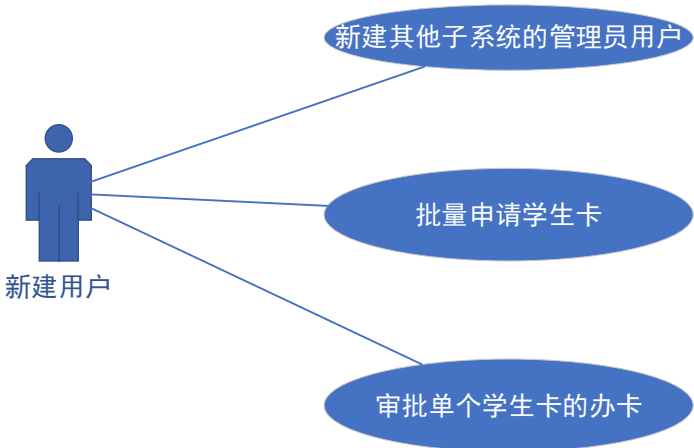 新建其他子系统的管理员用户
批量申请学生卡
新建用户
审批单个学生卡的办卡